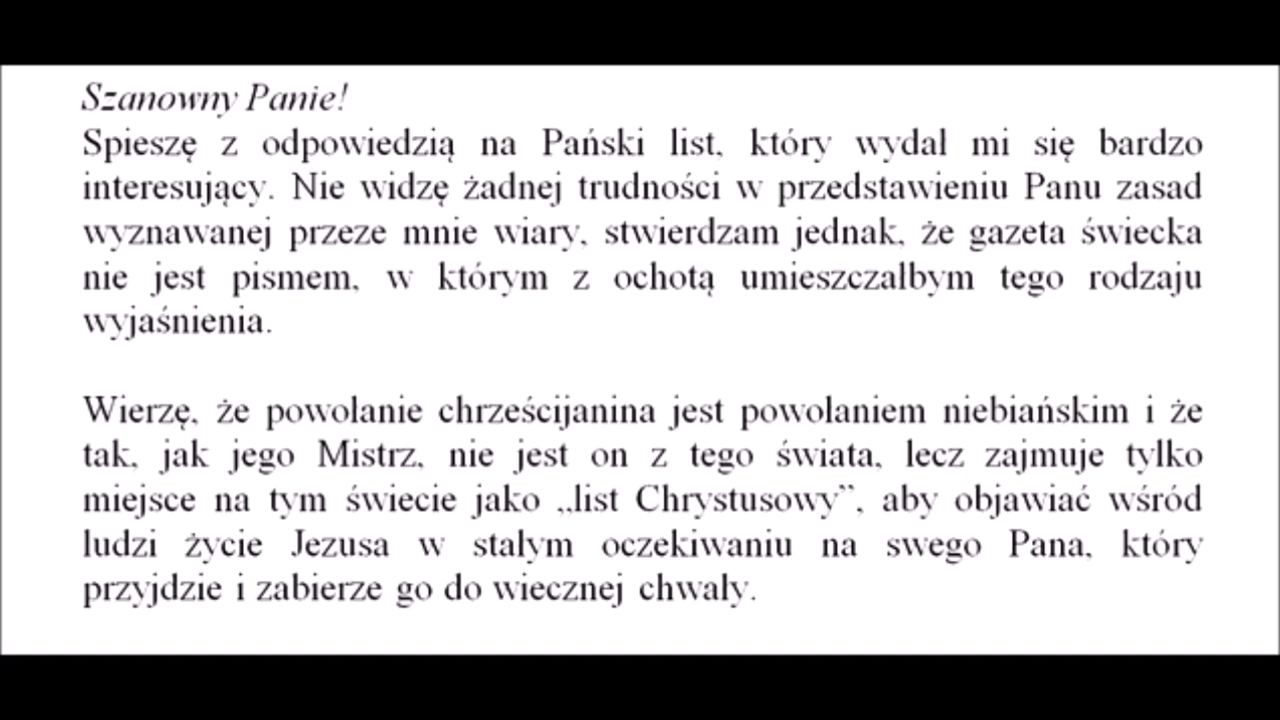 Szanowny Panie!
Spieszę z odpowiedzią na Pański list, który wydał mi się bardzo
interesujący. Nie widzę żadnej trudności w przedstawieniu Panu zasad
wyznawanej przeze mnie wiary, stwierdzam jednak, że gazeta świecka
nie jest pismem, w którym z ochotą umieszczałbym tego rodzaju
wyjaśnienia.
Wierzę, że powołanie chrześcijanina jest powołaniem niebiańskim i że
tak, jak jego Mistrz, nie jest on z tego świata, lecz zajmuje tylko
miejsce na tym świecie jako „list Chrystusowy”, aby objawiać wśród
ludzi życie Jezusa w stałym oczekiwaniu na swego Pana, który
przyjdzie i zabierze go do wiecznej chwały.